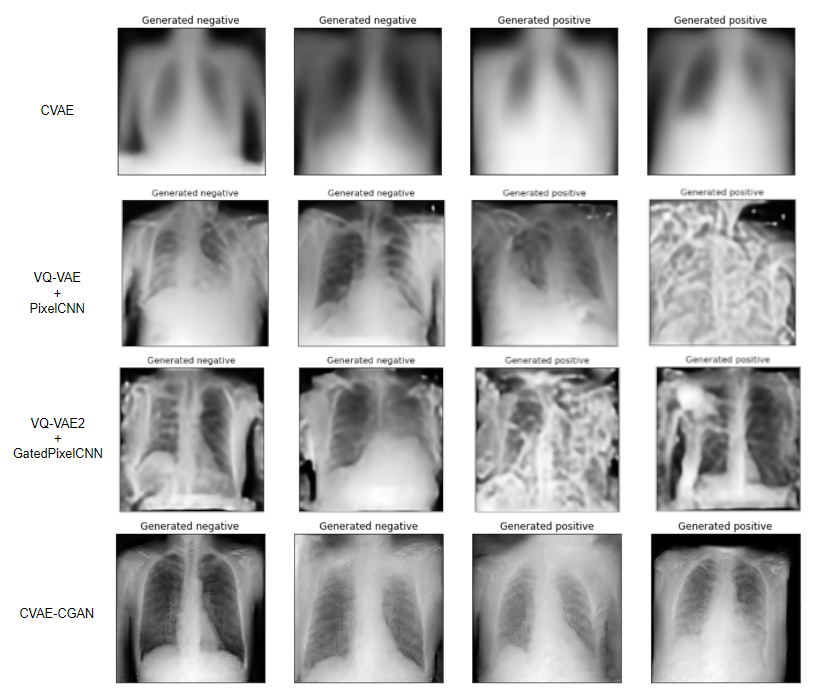 Generated negative
Generated negative
Generated positive
Generated positive
CVAE
Generated negative
Generated negative
Generated positive
Generated positive
VQ-VAE
+
PixelCNN
Generated negative
Generated negative
Generated positive
Generated positive
VQ-VAE2
+
GatedPixelCNN
Generated negative
Generated negative
Generated positive
Generated positive
CVAE-CGAN